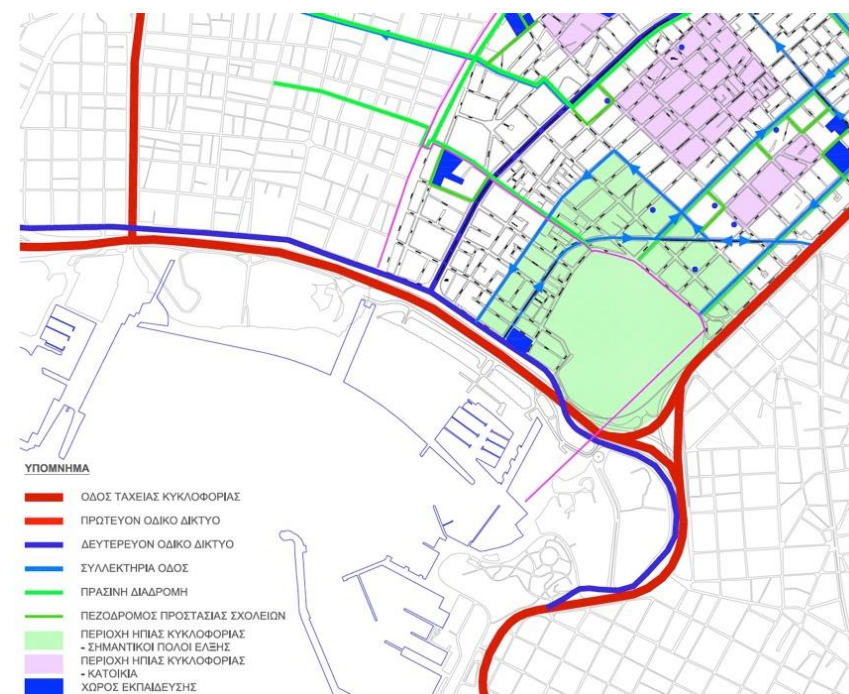 ΥΠΟΜΝΗΜΑ
ΟΔΟΣ ΤΑΧΕΙΑΣ ΚΥΚΛΟΦΟΡΙΑΣ
ΠΡΩΤΕΥΟΝ ΟΔΙΚΟ ΔΙΚΤΥΟ
ΔΕΥΤΕΡΕΥΟΝ ΟΔΙΚΟ ΔΙΚΤΥΟ
ΣΥΛΛΕΚΤΗΡΙΑ ΟΔΟΣ
ΠΡΑΣΙΝΗ ΔΙΑΔΡΟΜΗ
ΠΕΖΟΔΡΟΜΟΣ ΠΡΟΣΤΑΣΙΑΣ ΣΧΟΛΕΙΩΝ
ΠΕΡΙΟΧΗ ΗΠΙΑΣ ΚΥΚΛΟΦΟΡΙΑΣ
- ΣΗΜΑΝΤΙΚΟΙ ΠΟΛΟΙ ΕΛΞΗΣ
ΠΕΡΙΟΧΗ ΗΠΙΑΣ ΚΥΚΛΟΦΟΡΙΑΣ
- ΚΑΤΟΙΚΙΑ
ΧΩΡΟΣ ΕΚΠΑΙΔΕΥΣΗΣ